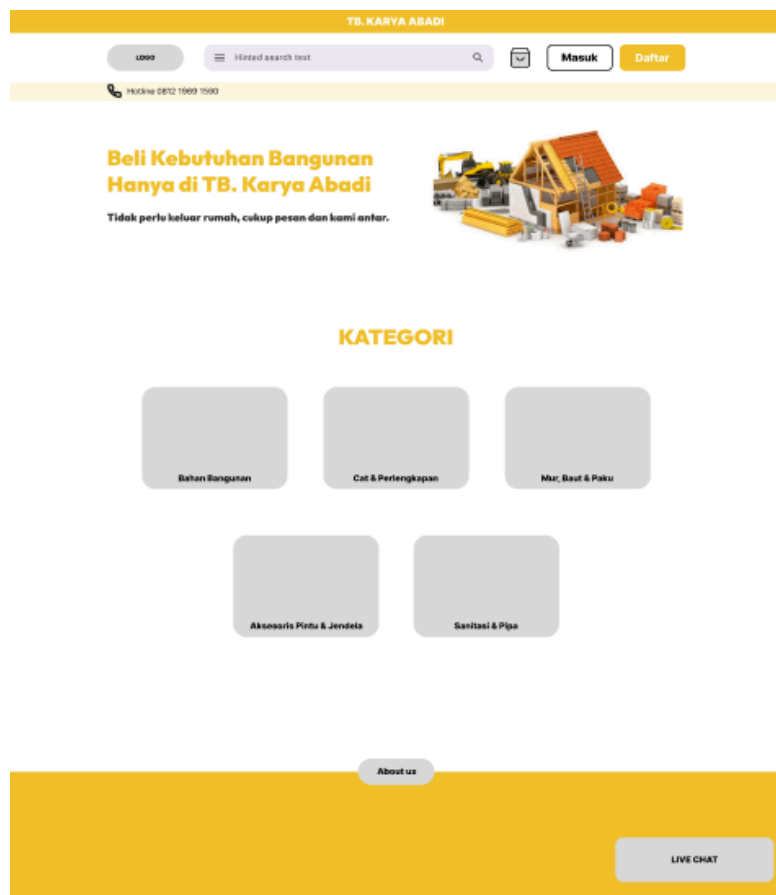 TB. KARYA ABADI
LOGO
Hinted search text
Masuk
Daftar
Hotline 0812 1969 1590
Beli Kebutuhan Bangunan
Hanya di TB. Karya Abadi
Tidak perlu keluar rumah, cukup pesan dan kami antar.
KATEGORI
Bahan Bangunan
Cat & Perlengkapan
Mur, Baut & Paku
Aksesoris Pintu & Jendela
Sanitasi & Pipa
About us
LIVE CHAT